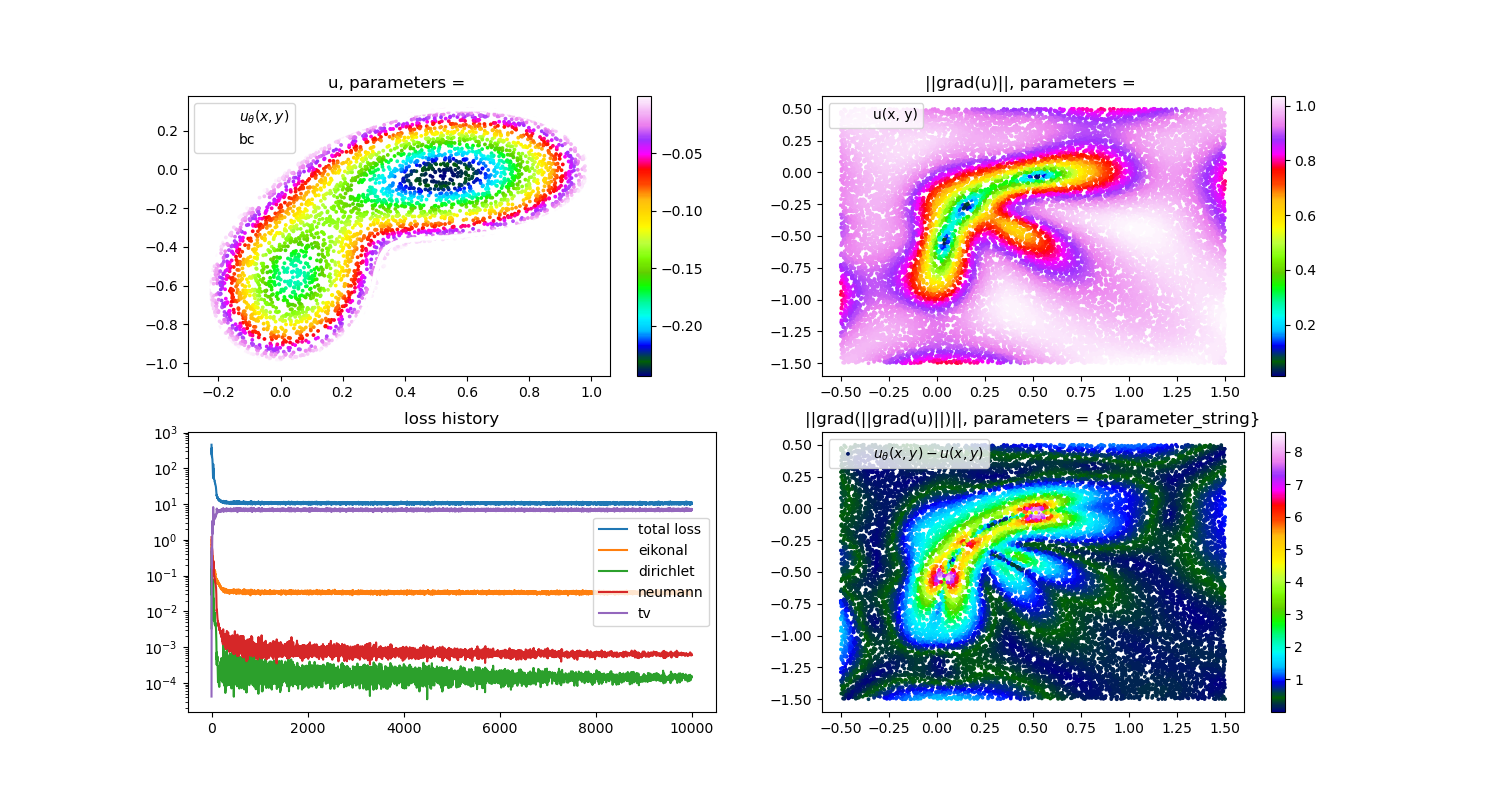 u, parameters =
u_θ(x, y)
bc
0.2
0.0
−0.2
−0.4
−0.6
−0.8
−1.0
−0.2 0.0 0.2 0.4 0.6 0.8 1.0
−0.05
−0.10
−0.15
−0.20
||grad(u)||, parameters =
u(x, y)
0.50
0.25
0.00
−0.25
−0.50
−0.75
−1.00
−1.25
−1.50
−0.50 −0.25 0.00 0.25 0.50 0.75 1.00 1.25 1.50
1.0
0.8
0.6
0.4
0.2
loss history
10³
10²
10¹
10⁰
10⁻¹
10⁻²
10⁻³
10⁻⁴
0 2000 4000 6000 8000 10000
total loss
eikonal
dirichlet
neumann
tv
||grad(||grad(u)||)||, parameters = {parameter_string}
u_θ(x, y) − u(x, y)
0.50
0.25
0.00
−0.25
−0.50
−0.75
−1.00
−1.25
−1.50
−0.50 −0.25 0.00 0.25 0.50 0.75 1.00 1.25 1.50
8
7
6
5
4
3
2
1